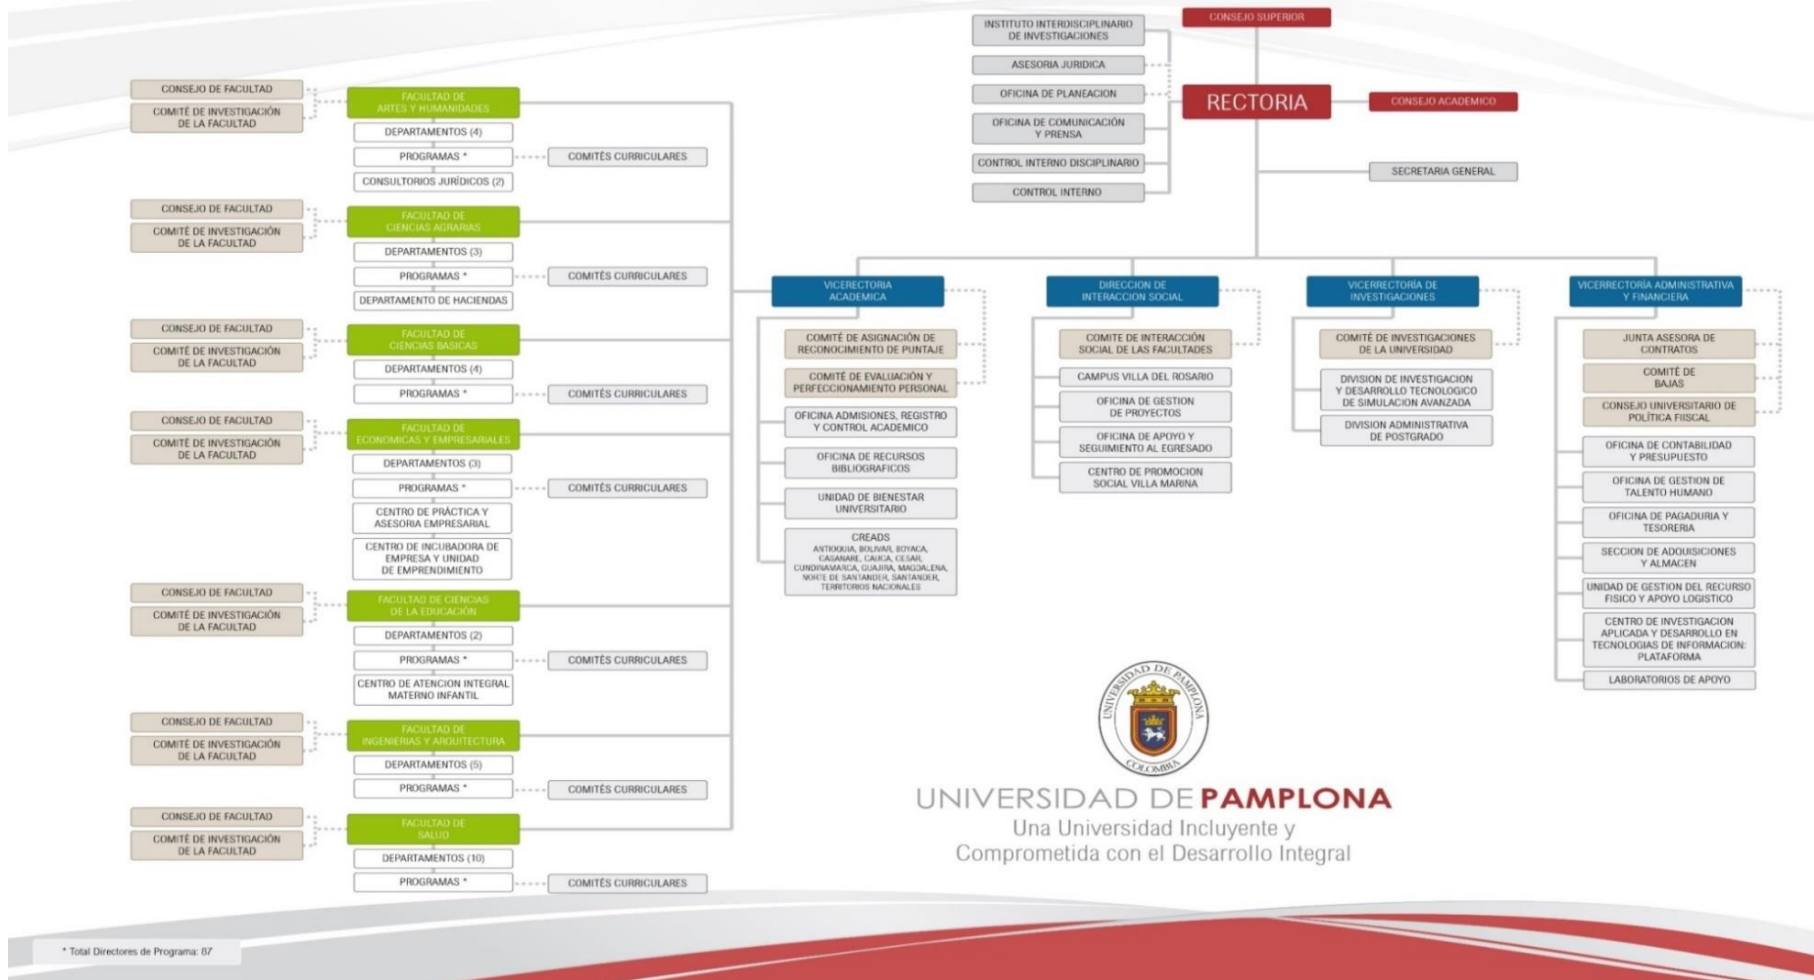 CONSEJO SUPERIOR
INSTITUTO INTERDISCIPLINARIO
DE INVESTIGACIONES
ASESORIA JURIDICA
OFICINA DE PLANEACION
OFICINA DE COMUNICACIÓN
Y PRENSA
CONTROL INTERNO DISCIPLINARIO
CONTROL INTERNO
RECTORIA
CONSEJO ACADEMICO
SECRETARIA GENERAL
CONSEJO DE FACULTAD
COMITÉ DE INVESTIGACIÓN
DE LA FACULTAD
FACULTAD DE
ARTES Y HUMANIDADES
DEPARTAMENTOS (4)
PROGRAMAS *
COMITÉS CURRICULARES
CONSULTORIOS JURÍDICOS (2)
CONSEJO DE FACULTAD
COMITÉ DE INVESTIGACIÓN
DE LA FACULTAD
FACULTAD DE
CIENCIAS AGRARIAS
DEPARTAMENTOS (3)
PROGRAMAS *
COMITÉS CURRICULARES
DEPARTAMENTO DE HACIENDAS
CONSEJO DE FACULTAD
COMITÉ DE INVESTIGACIÓN
DE LA FACULTAD
FACULTAD DE
CIENCIAS BASICAS
DEPARTAMENTOS (4)
PROGRAMAS *
COMITÉS CURRICULARES
CONSEJO DE FACULTAD
COMITÉ DE INVESTIGACIÓN
DE LA FACULTAD
FACULTAD DE
ECONOMICAS Y EMPRESARIALES
DEPARTAMENTOS (3)
PROGRAMAS *
COMITÉS CURRICULARES
CENTRO DE PRÁCTICA Y
ASESORIA EMPRESARIAL
CENTRO DE INCUBADORA DE
EMPRESA Y UNIDAD
DE EMPRENDIMIENTO
CONSEJO DE FACULTAD
COMITÉ DE INVESTIGACIÓN
DE LA FACULTAD
FACULTAD DE CIENCIAS
DE LA EDUCACIÓN
DEPARTAMENTOS (2)
PROGRAMAS *
COMITÉS CURRICULARES
CENTRO DE ATENCION INTEGRAL
MATERNO INFANTIL
CONSEJO DE FACULTAD
COMITÉ DE INVESTIGACIÓN
DE LA FACULTAD
FACULTAD DE
INGENIERIAS Y ARQUITECTURA
DEPARTAMENTOS (5)
PROGRAMAS *
COMITÉS CURRICULARES
CONSEJO DE FACULTAD
COMITÉ DE INVESTIGACIÓN
DE LA FACULTAD
FACULTAD DE
SALUD
DEPARTAMENTOS (10)
PROGRAMAS *
COMITÉS CURRICULARES
VICERECTORIA
ACADEMICA
COMITÉ DE ASIGNACIÓN DE
RECONOCIMIENTO DE PUNTAJE
COMITÉ DE EVALUACIÓN Y
PERFECCIONAMIENTO PERSONAL
OFICINA ADMISIONES, REGISTRO
Y CONTROL ACADEMICO
OFICINA DE RECURSOS
BIBLIOGRAFICOS
UNIDAD DE BIENESTAR
UNIVERSITARIO
CREADS
ANTIOQUIA, BOLIVAR, BOYACA,
CASANARE, CAUCA, CESAR,
CUNDINAMARCA, GUAJIRA, MAGDALENA,
NORTE DE SANTANDER, SANTANDER,
TERRITORIOS NACIONALES
DIRECCION DE
INTERACCION SOCIAL
COMITE DE INTERACCIÓN
SOCIAL DE LAS FACULTADES
CAMPUS VILLA DEL ROSARIO
OFICINA DE GESTION
DE PROYECTOS
OFICINA DE APOYO Y
SEGUIMIENTO AL EGRESADO
CENTRO DE PROMOCION
SOCIAL VILLA MARINA
VICERRECTORÍA DE
INVESTIGACIONES
COMITÉ DE INVESTIGACIONES
DE LA UNIVERSIDAD
DIVISION DE INVESTIGACION
Y DESARROLLO TECNOLOGICO
DE SIMULACION AVANZADA
DIVISION ADMINISTRATIVA
DE POSTGRADO
VICERRECTORÍA ADMINISTRATIVA
Y FINANCIERA
JUNTA ASESORA DE
CONTRATOS
COMITÉ DE
BAJAS
CONSEJO UNIVERSITARIO DE
POLÍTICA FIISCAL
OFICINA DE CONTABILIDAD
Y PRESUPUESTO
OFICINA DE GESTION DE
TALENTO HUMANO
OFICINA DE PAGADURIA Y
TESORERIA
SECCION DE ADQUISICIONES
Y ALMACEN
UNIDAD DE GESTION DEL RECURSO
FISICO Y APOYO LOGISTICO
CENTRO DE INVESTIGACION
APLICADA Y DESARROLLO EN
TECNOLOGIAS DE INFORMACION:
PLATAFORMA
LABORATORIOS DE APOYO
UNIVERSIDAD DE PAMPLONA
COLOMBIA
UNIVERSIDAD DE PAMPLONA
Una Universidad Incluyente y
Comprometida con el Desarrollo Integral
* Total Directores de Programa: 87